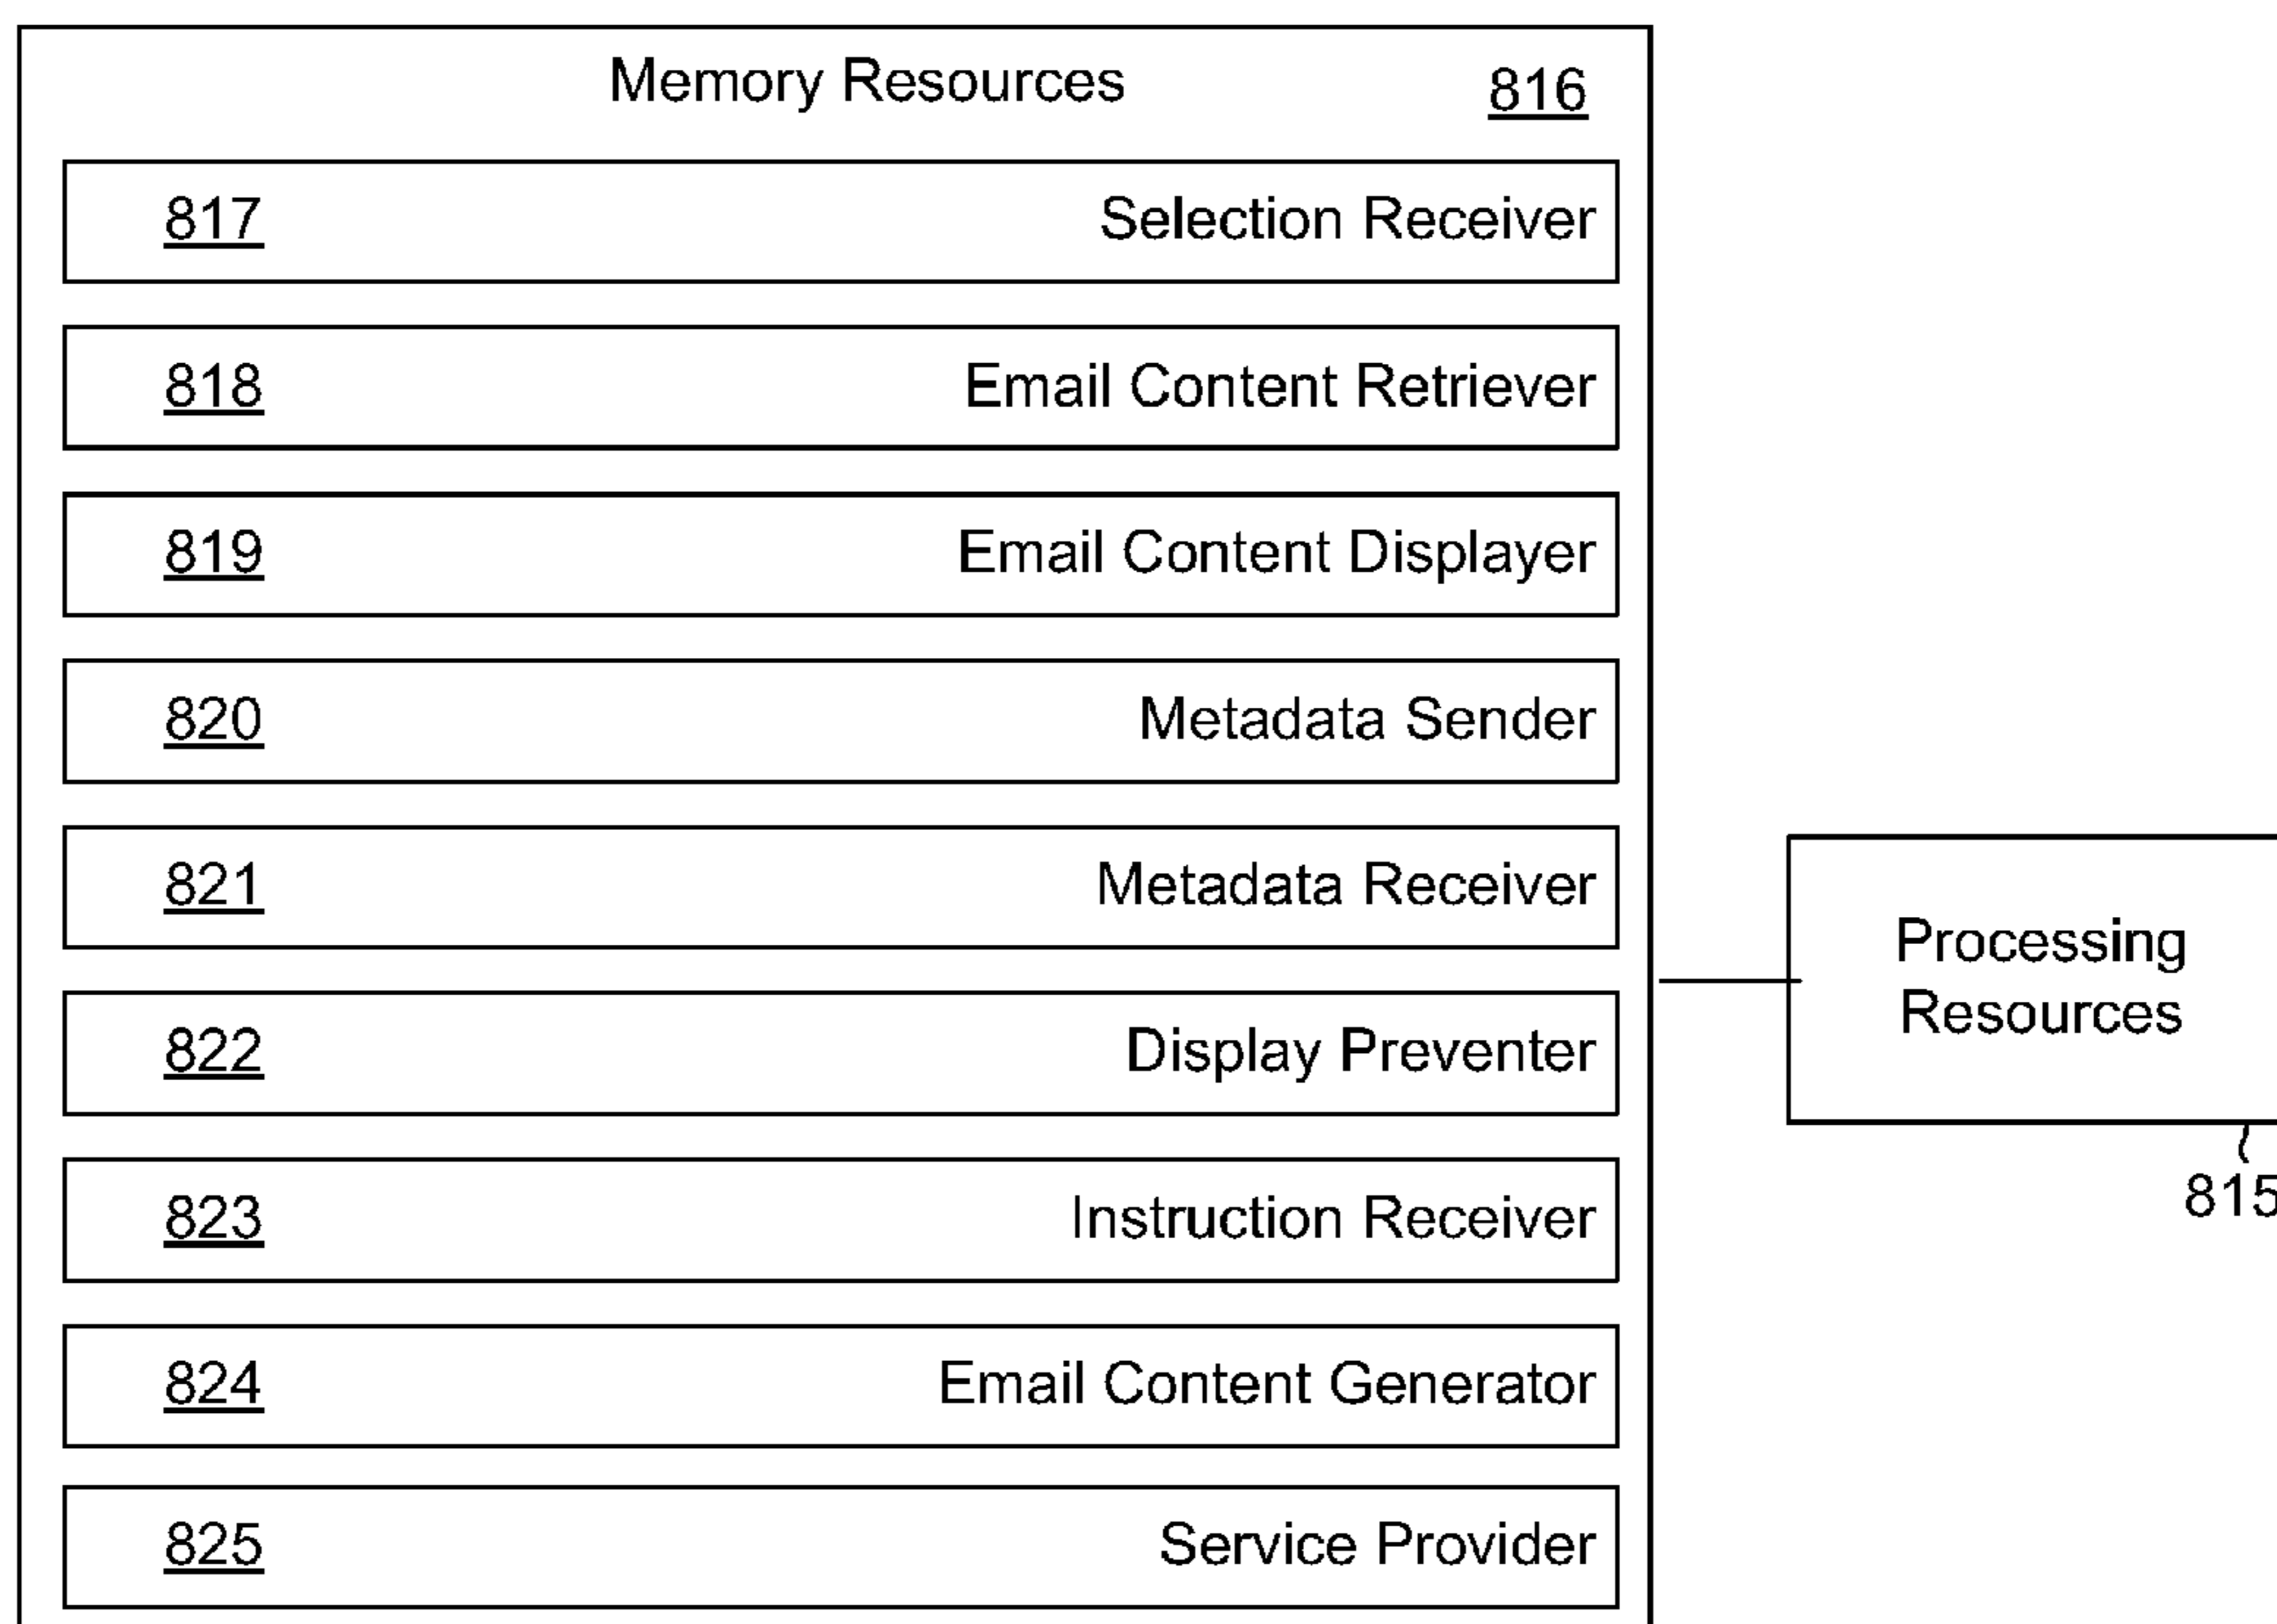 Memory Resources 816
817 Selection Receiver
818 Email Content Retriever
819 Email Content Displayer
820 Metadata Sender
821 Metadata Receiver
822 Display Preventer
823 Instruction Receiver
824 Email Content Generator
825 Service Provider
Processing
Resources
815